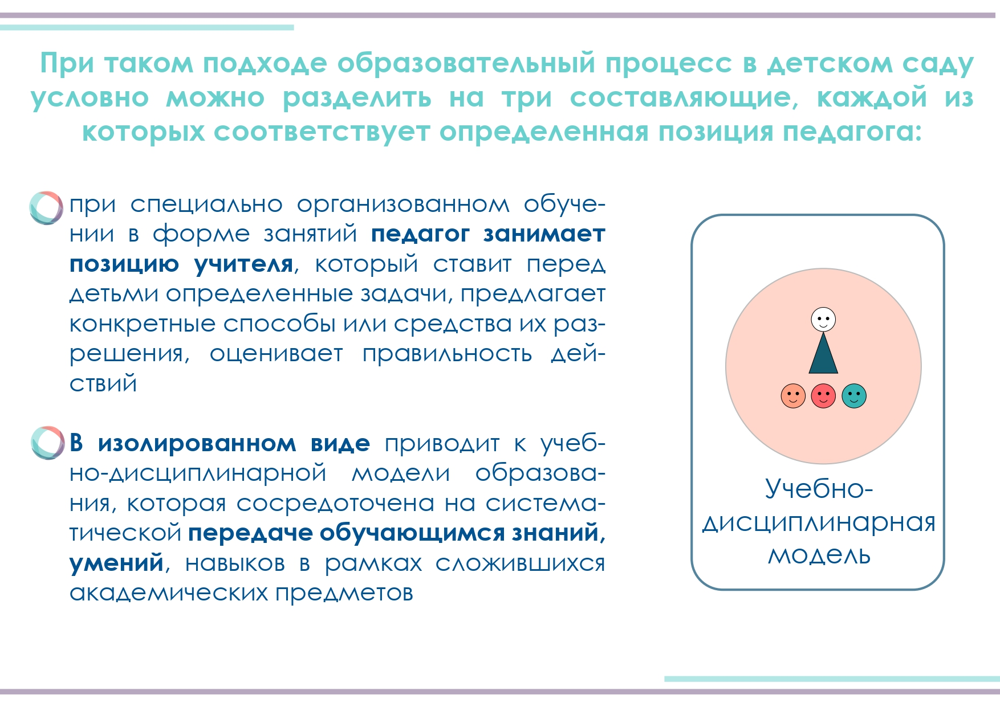 При таком подходе образовательный процесс в детском саду
условно можно разделить на три составляющие, каждой из
которых соответствует определенная позиция педагога:
при специально организованном обуче-
нии в форме занятий педагог занимает
позицию учителя, который ставит перед
детьми определенные задачи, предлагает
конкретные способы или средства их раз-
решения, оценивает правильность дей-
ствий
В изолированном виде приводит к учеб-
но-дисциплинарной модели образова-
ния, которая сосредоточена на система-
тической передаче обучающимся знаний,
умений, навыков в рамках сложившихся
академических предметов
Учебно-
дисциплинарная
модель